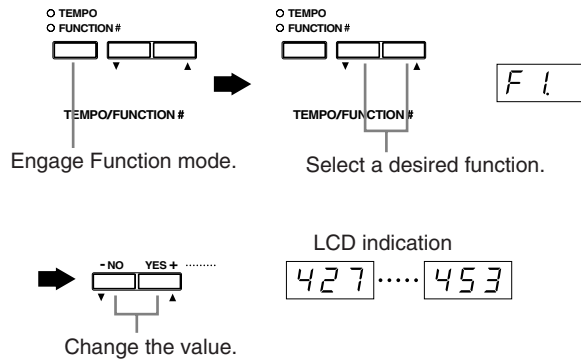 TEMPO
FUNCTION #
▼ ▲
TEMPO/FUNCTION #
Engage Function mode.
TEMPO
FUNCTION #
▼ ▲
TEMPO/FUNCTION #
Select a desired function.
F 1.
- NO YES + .........
▼ ▲
Change the value.
LCD indication
427 ..... 453